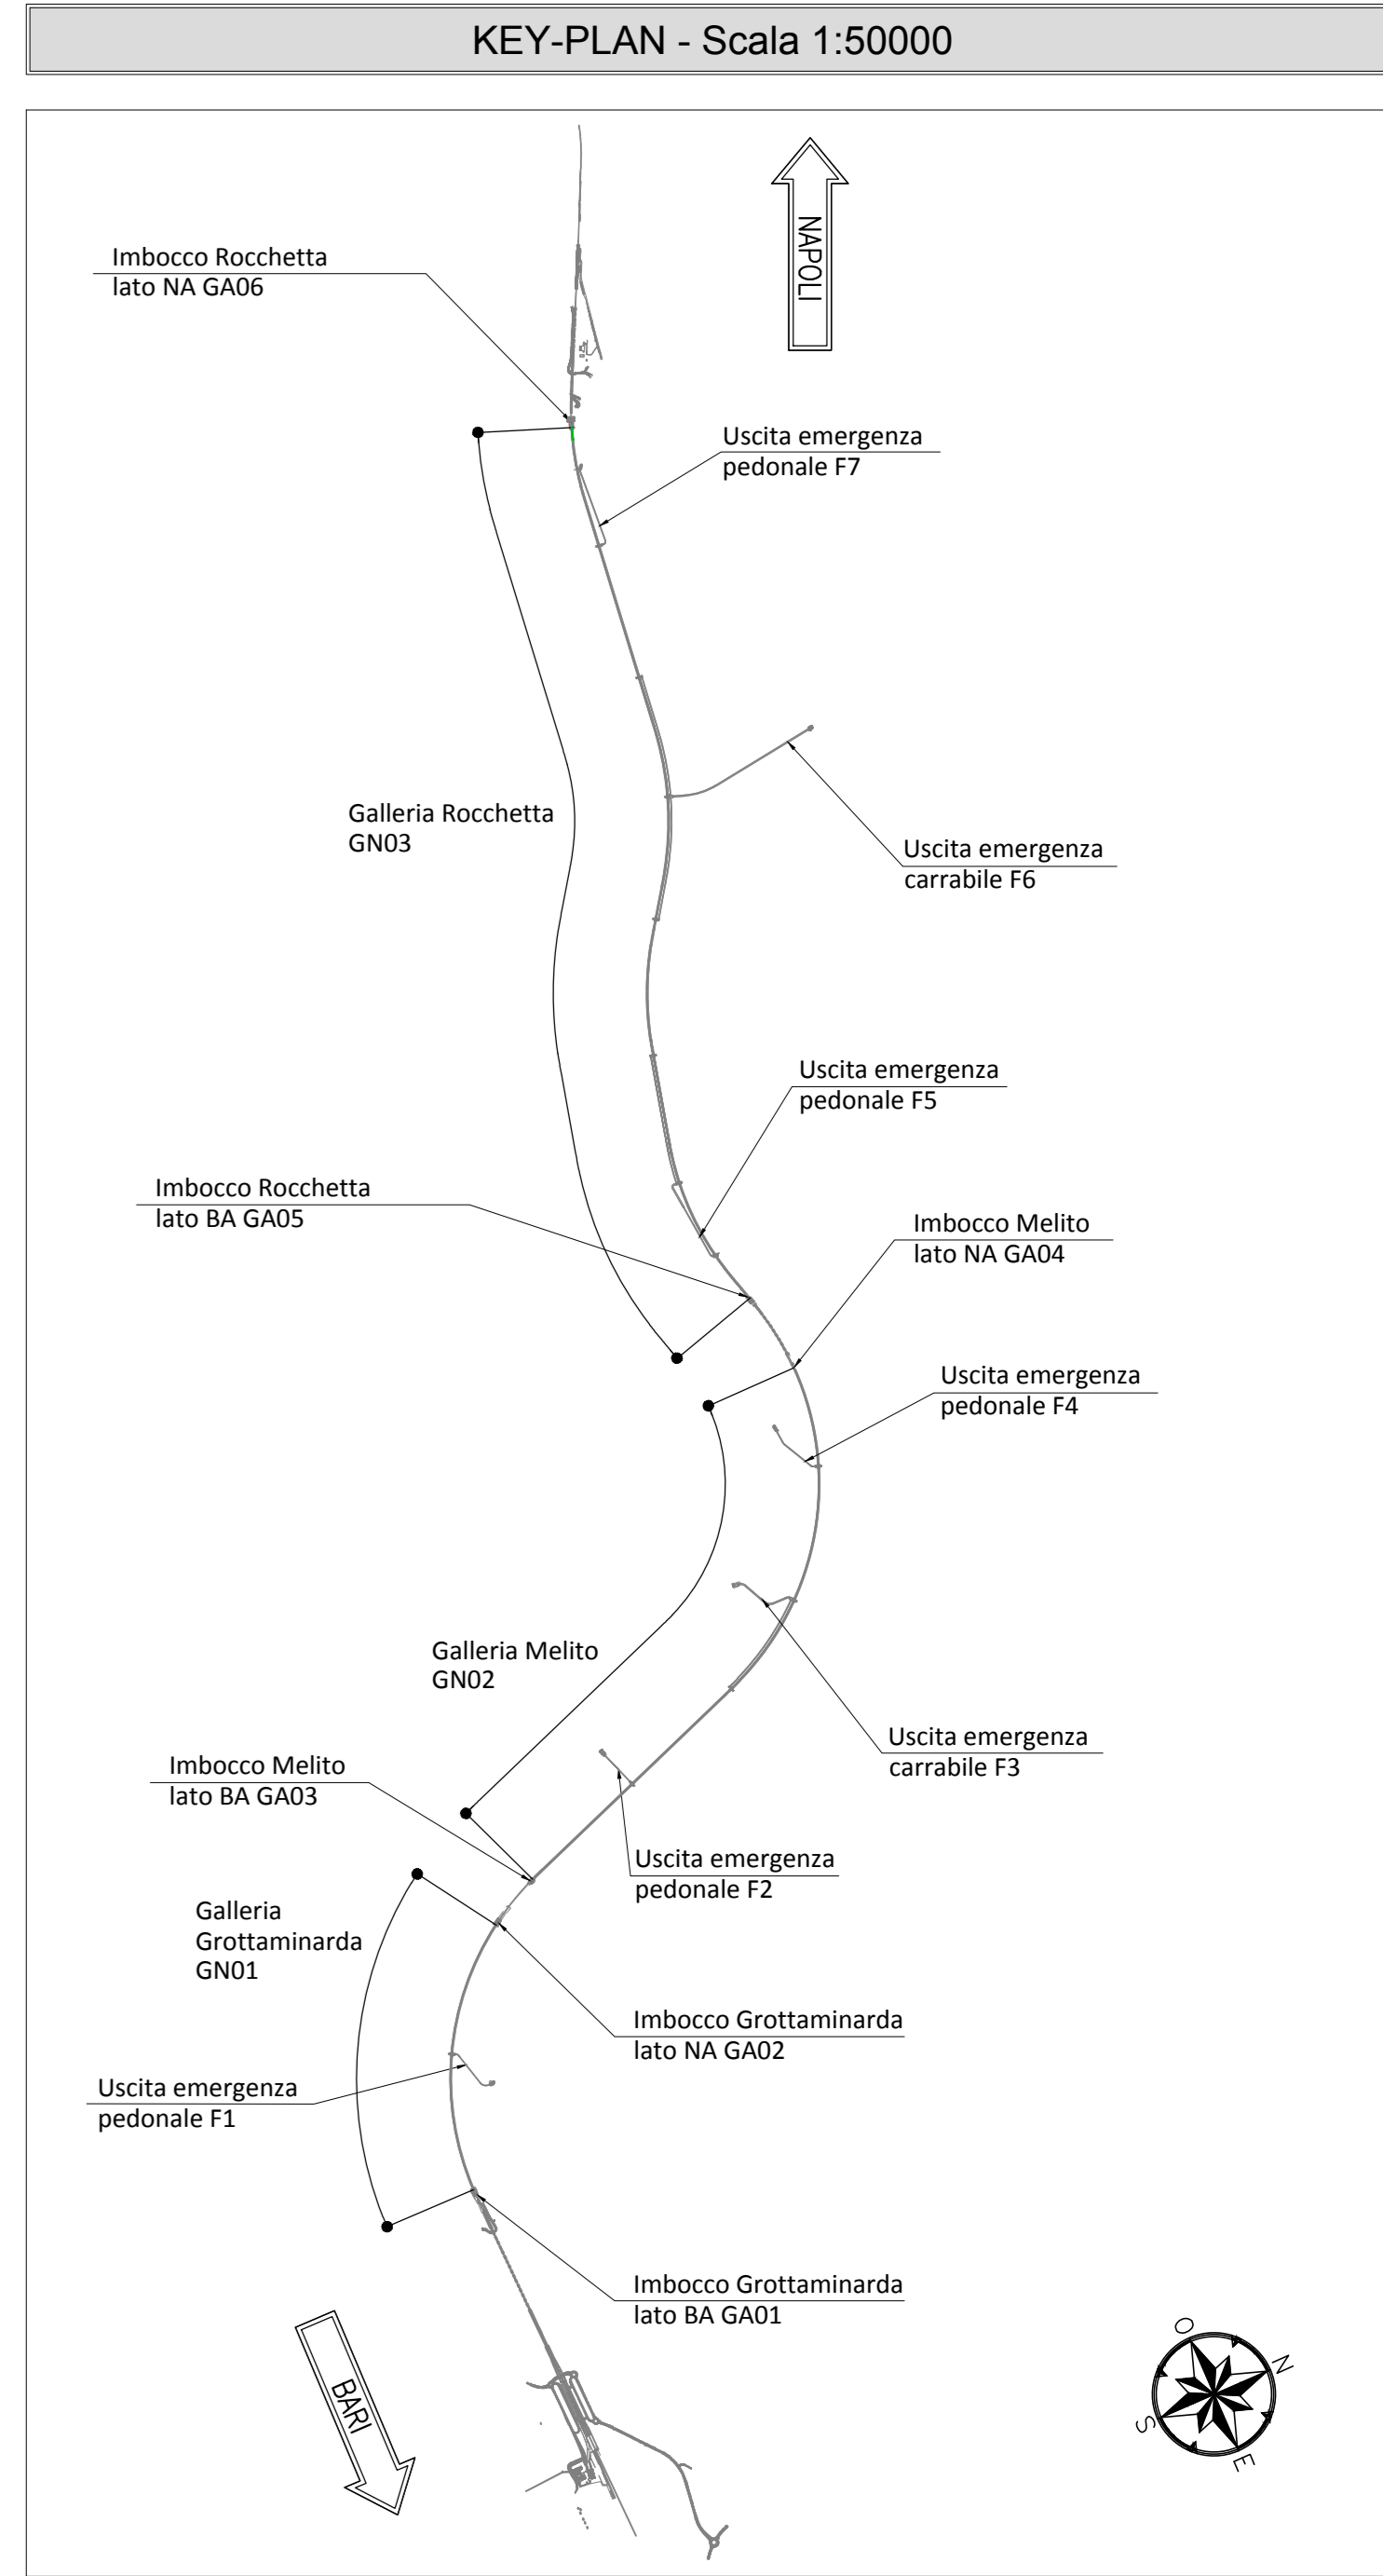 KEY-PLAN - Scala 1:50000
NAPOLI
Imbocco Rocchetta
lato NA GA06
Uscita emergenza
pedonale F7
Galleria Rocchetta
GN03
Uscita emergenza
carrabile F6
Uscita emergenza
pedonale F5
Imbocco Rocchetta
lato BA GA05
Imbocco Melito
lato NA GA04
Uscita emergenza
pedonale F4
Galleria Melito
GN02
Uscita emergenza
carrabile F3
Imbocco Melito
lato BA GA03
Uscita emergenza
pedonale F2
Galleria
Grottaminarda
GN01
Imbocco Grottaminarda
lato NA GA02
Uscita emergenza
pedonale F1
Imbocco Grottaminarda
lato BA GA01
BARI
O
N
S
E